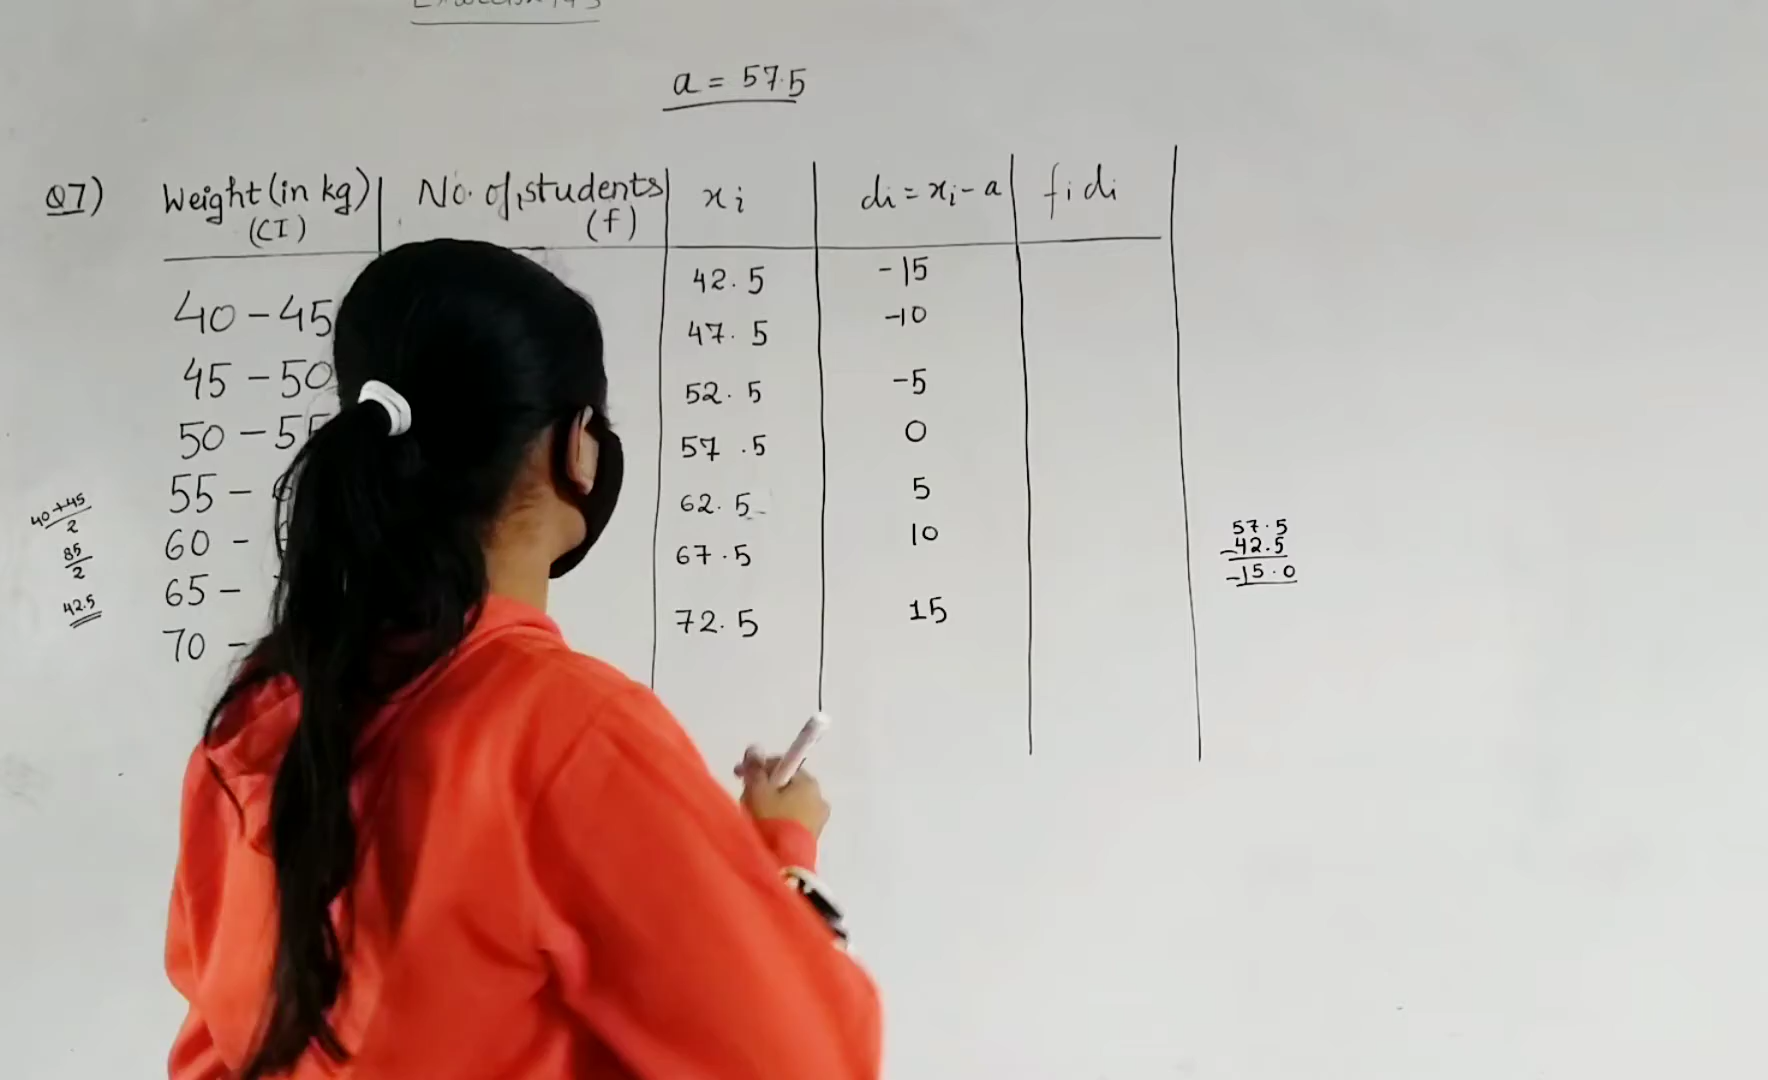 a = 57.5
Q7) Weight (in kg) (CI) No. of students (f) xi di = xi - a fidi
40 - 45 42.5 -15
45 - 50 47.5 -10
50 - 55 52.5 -5
55 - 57.5 0
60 - 62.5 5
65 - 67.5 10
70 - 72.5 15
40+45
2
85
2
42.5
57.5
-42.5
-15.0